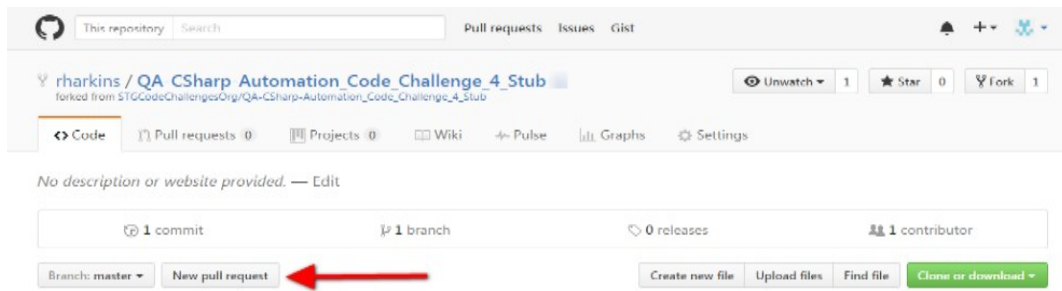 This repository Search Pull requests Issues Gist
rharkins / QA_CSharp_Automation_Code_Challenge_4_Stub Unwatch 1 Star 0 Fork 1
forked from STGCodeChallengesOrg/QA-CSharp-Automation_Code_Challenge_4_Stub
Code Pull requests 0 Projects 0 Wiki Pulse Graphs Settings
No description or website provided. — Edit
1 commit 1 branch 0 releases 1 contributor
Branch: master New pull request Create new file Upload files Find file Clone or download